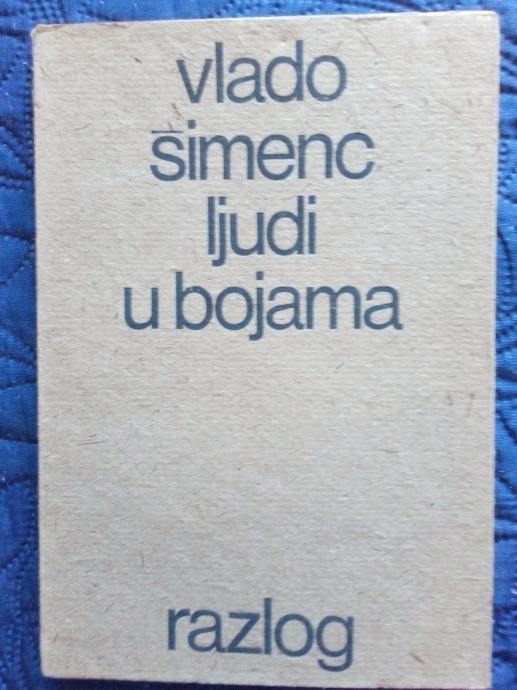 vlado
šimenc
ljudi
u bojama
razlog